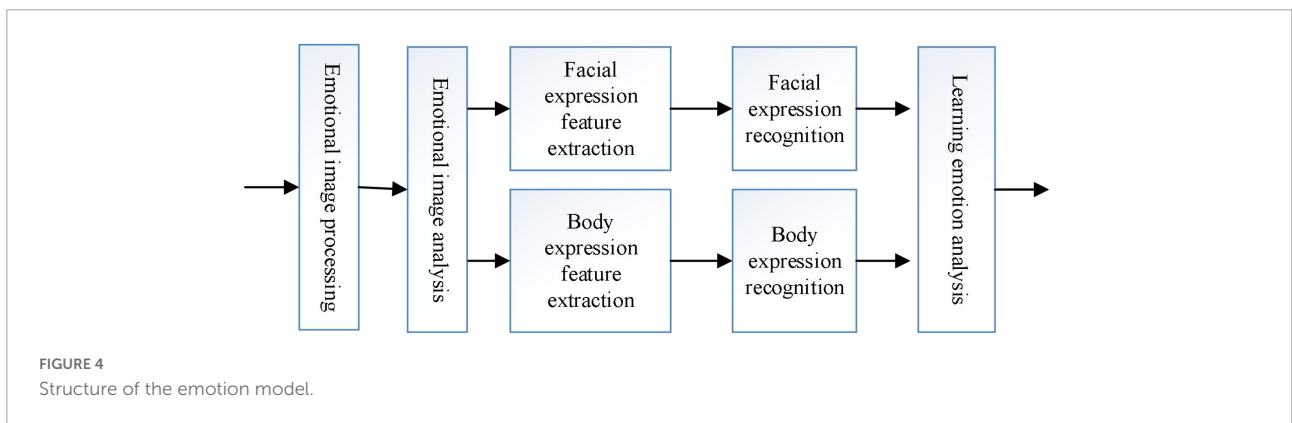 Emotional image processing
Emotional image analysis
Facial
expression
feature
extraction
Facial
expression
recognition
Body
expression
feature
extraction
Body
expression
recognition
Learning emotion analysis
FIGURE 4
Structure of the emotion model.